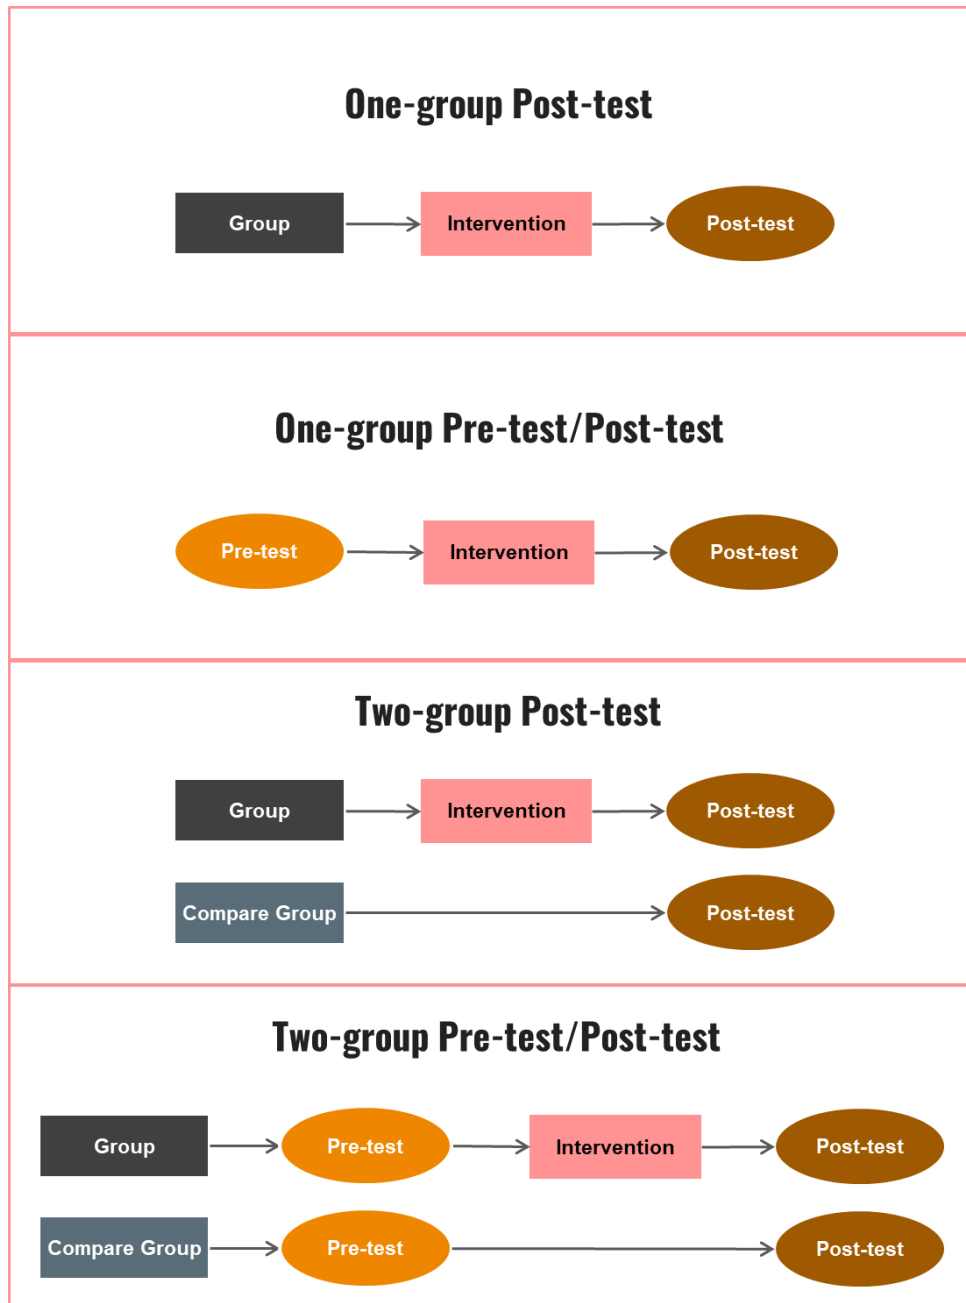 One-group Post-test
Group
Intervention
Post-test
One-group Pre-test/Post-test
Pre-test
Intervention
Post-test
Two-group Post-test
Group
Intervention
Post-test
Compare Group
Post-test
Two-group Pre-test/Post-test
Group
Pre-test
Intervention
Post-test
Compare Group
Pre-test
Post-test